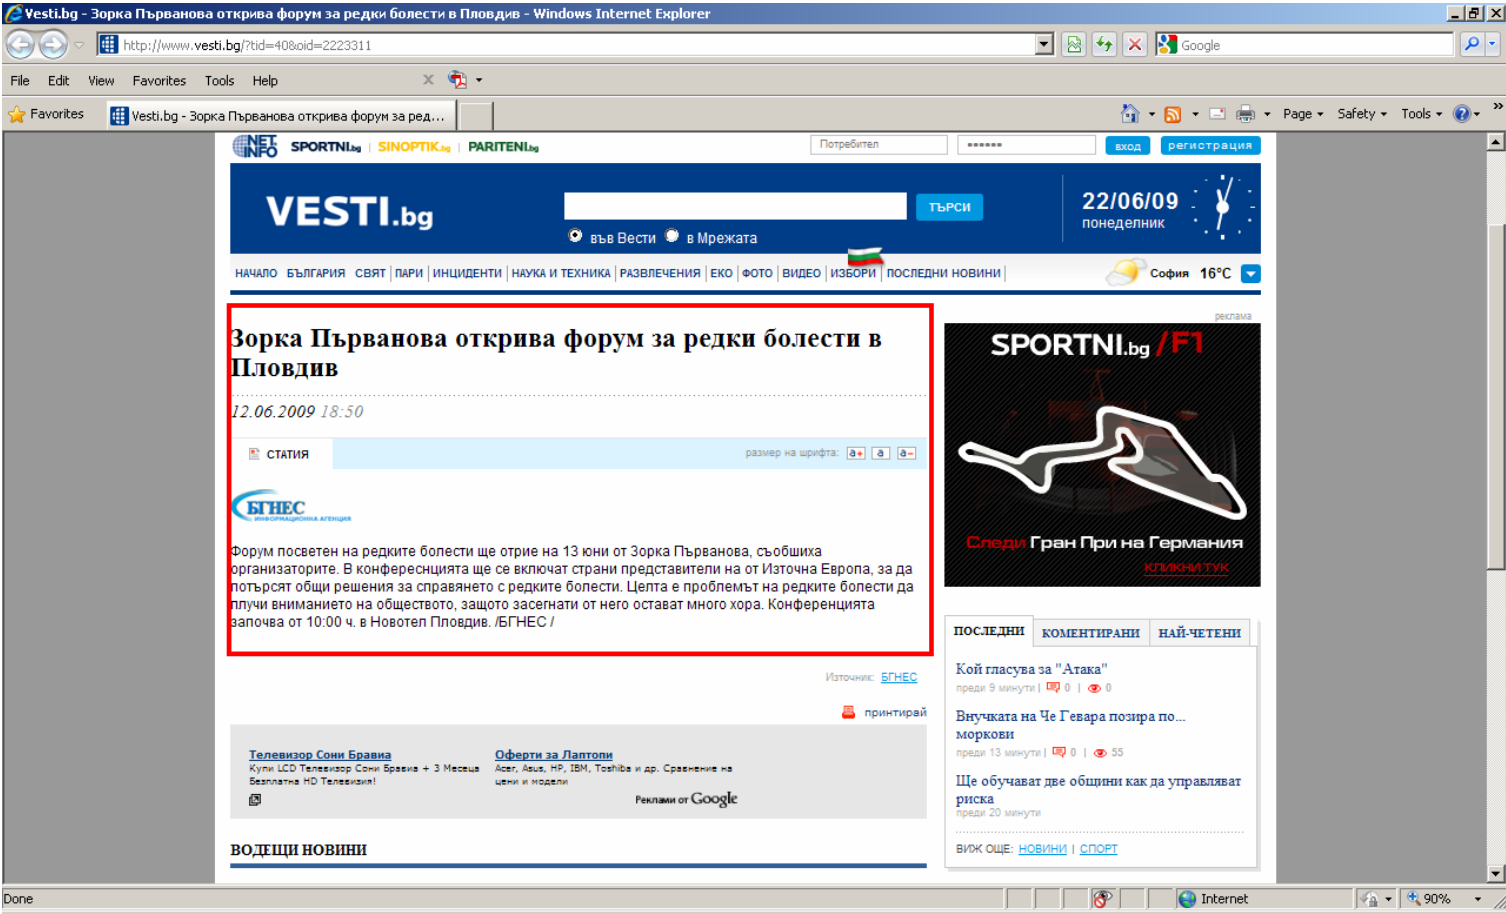 Vesti.bg - Зорка Първанова открива форум за редки болести в Пловдив - Windows Internet Explorer
http://www.vesti.bg/?tid=40&oid=2223311
Google
File Edit View Favorites Tools Help
Favorites
Vesti.bg - Зорка Първанова открива форум за ред...
Page Safety Tools
NET INFO SPORTNI.bg | SINOPTIK.bg | PARITENI.bg
Потребител
вход
регистрация
VESTI.bg
ТЪРСИ
във Вести в Мрежата
22/06/09
понеделник
НАЧАЛО БЪЛГАРИЯ СВЯТ | ПАРИ | ИНЦИДЕНТИ | НАУКА И ТЕХНИКА | РАЗВЛЕЧЕНИЯ | ЕКО | ФОТО | ВИДЕО | ИЗБОРИ | ПОСЛЕДНИ НОВИНИ |
София 16°C
Зорка Първанова открива форум за редки болести в
Пловдив
12.06.2009 18:50
СТАТИЯ
размер на шрифта: a+ a a-
БГНЕС
ИНФОРМАЦИОННА АГЕНЦИЯ
Форум посветен на редките болести ще отрие на 13 юни от Зорка Първанова, съобщиха
организаторите. В конфереснцията ще се включат страни представители на от Източна Европа, за да
потърсят общи решения за справянето с редките болести. Целта е проблемът на редките болести да
плучи вниманието на обществото, защото засегнати от него остават много хора. Конференцията
започва от 10:00 ч. в Новотел Пловдив. /БГНЕС /
Източник: БГНЕС
принтирай
Телевизор Сони Бравиа
Купи LCD Телевизор Сони Бравиа + 3 Месеца
Безплатна HD Телевизия!
Оферти за Лаптопи
Acer, Asus, HP, IBM, Toshiba и др. Сравнение на
цени и модели
Реклами от Google
ВОДЕЩИ НОВИНИ
реклама
SPORTNI.bg /F1
Следи Гран При на Германия
КЛИКНИ ТУК
ПОСЛЕДНИ КОМЕНТИРАНИ НАЙ-ЧЕТЕНИ
Кой гласува за "Атака"
преди 9 минути | 0 | 0
Внучката на Че Гевара позира по...
моркови
преди 13 минути | 0 | 55
Ще обучават две общини как да управляват
риска
преди 20 минути
ВИЖ ОЩЕ: НОВИНИ | СПОРТ
Done
Internet
90%